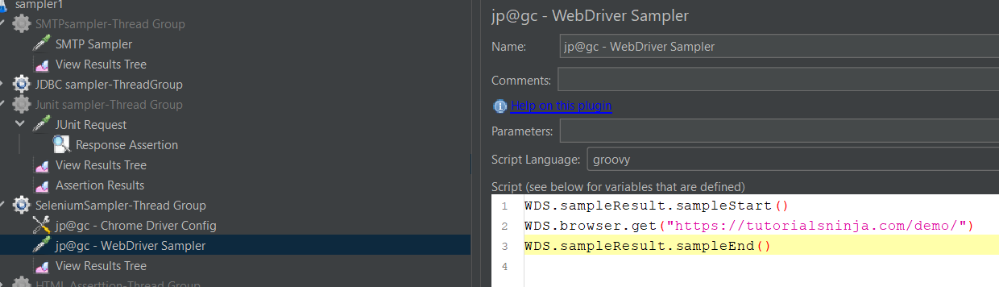 sampler1
SMTPsampler-Thread Group
SMTP Sampler
View Results Tree
JDBC sampler-ThreadGroup
Junit sampler-Thread Group
JUnit Request
Response Assertion
View Results Tree
Assertion Results
SeleniumSampler-Thread Group
jp@gc - Chrome Driver Config
jp@gc - WebDriver Sampler
View Results Tree
HTML Asserttion-Thread Group
jp@gc - WebDriver Sampler
Name: jp@gc - WebDriver Sampler
Comments:
Help on this plugin
Parameters:
Script Language: groovy
Script (see below for variables that are defined)
1 WDS.sampleResult.sampleStart()
2 WDS.browser.get("https://tutorialsninja.com/demo/")
3 WDS.sampleResult.sampleEnd()
4